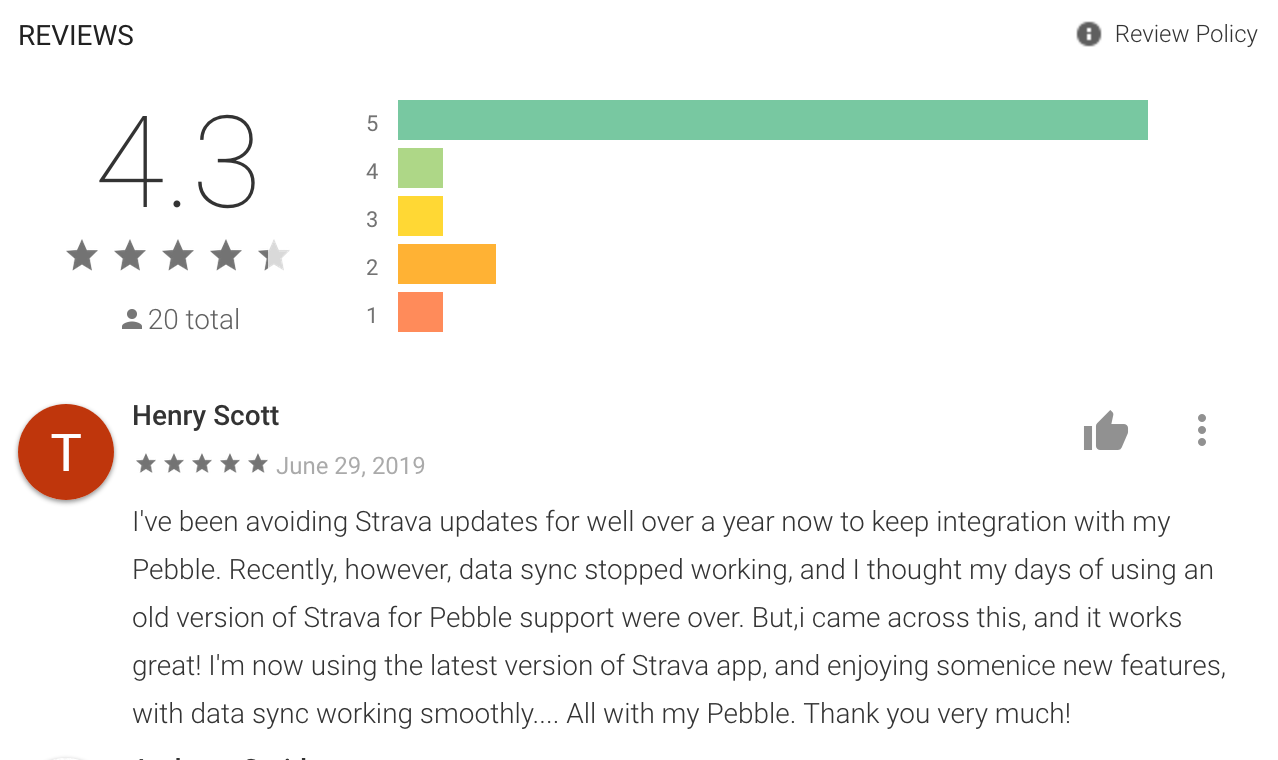 REVIEWS
Review Policy
4.3
20 total
5
4
3
2
1
T
Henry Scott
June 29, 2019
I've been avoiding Strava updates for well over a year now to keep integration with my
Pebble. Recently, however, data sync stopped working, and I thought my days of using an
old version of Strava for Pebble support were over. But,i came across this, and it works
great! I'm now using the latest version of Strava app, and enjoying somenice new features,
with data sync working smoothly.... All with my Pebble. Thank you very much!